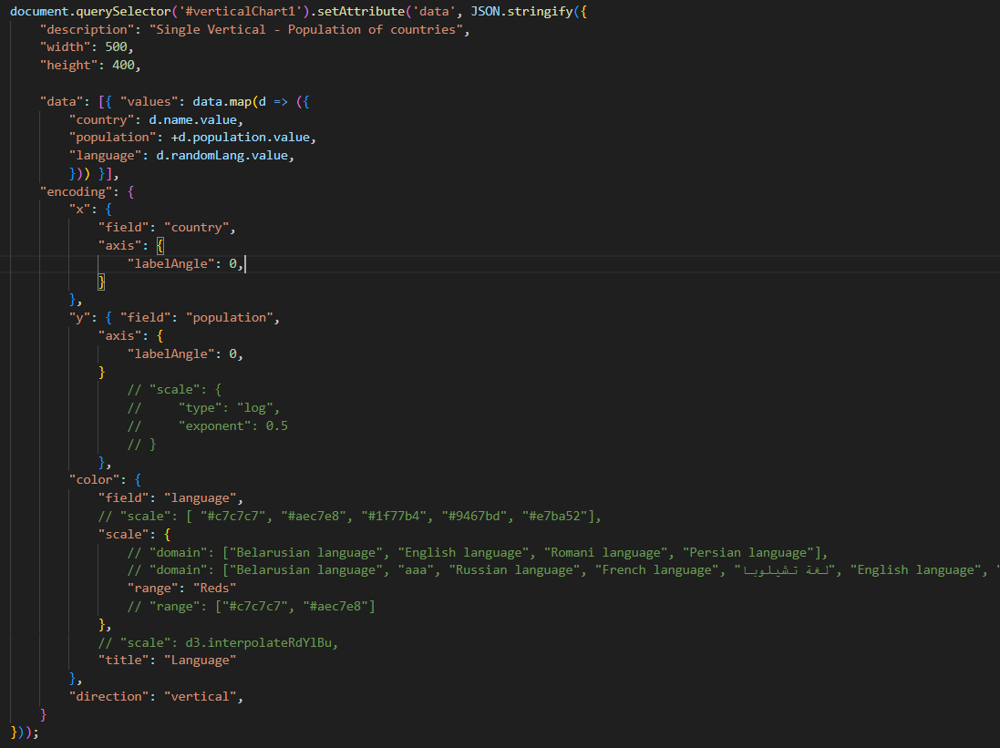 document.querySelector('#verticalChart1').setAttribute('data', JSON.stringify({
"description": "Single Vertical - Population of countries",
"width": 500,
"height": 400,
"data": [{ "values": data.map(d => ({
"country": d.name.value,
"population": +d.population.value,
"language": d.randomLang.value,
})) }],
"encoding": {
"x": {
"field": "country",
"axis": {
"labelAngle": 0,
}
},
"y": { "field": "population",
"axis": {
"labelAngle": 0,
}
// "scale": {
//     "type": "log",
//     "exponent": 0.5
// }
},
"color": {
"field": "language",
// "scale": [ "#c7c7c7", "#aec7e8", "#1f77b4", "#9467bd", "#e7ba52"],
"scale": {
// "domain": ["Belarusian language", "English language", "Romani language", "Persian language"],
// "domain": ["Belarusian language", "aaa", "Russian language", "French language", "لغة تشيلوبا", "English language", "
"range": "Reds"
// "range": ["#c7c7c7", "#aec7e8"]
},
// "scale": d3.interpolateRdYlBu,
"title": "Language"
},
"direction": "vertical",
}
}));